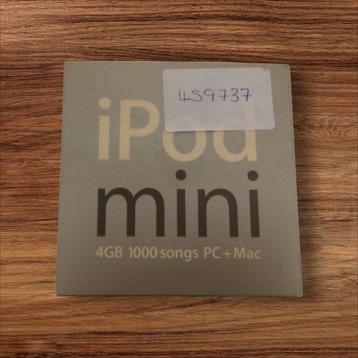 459737
iPod
mini
4GB 1000 songs PC + Mac